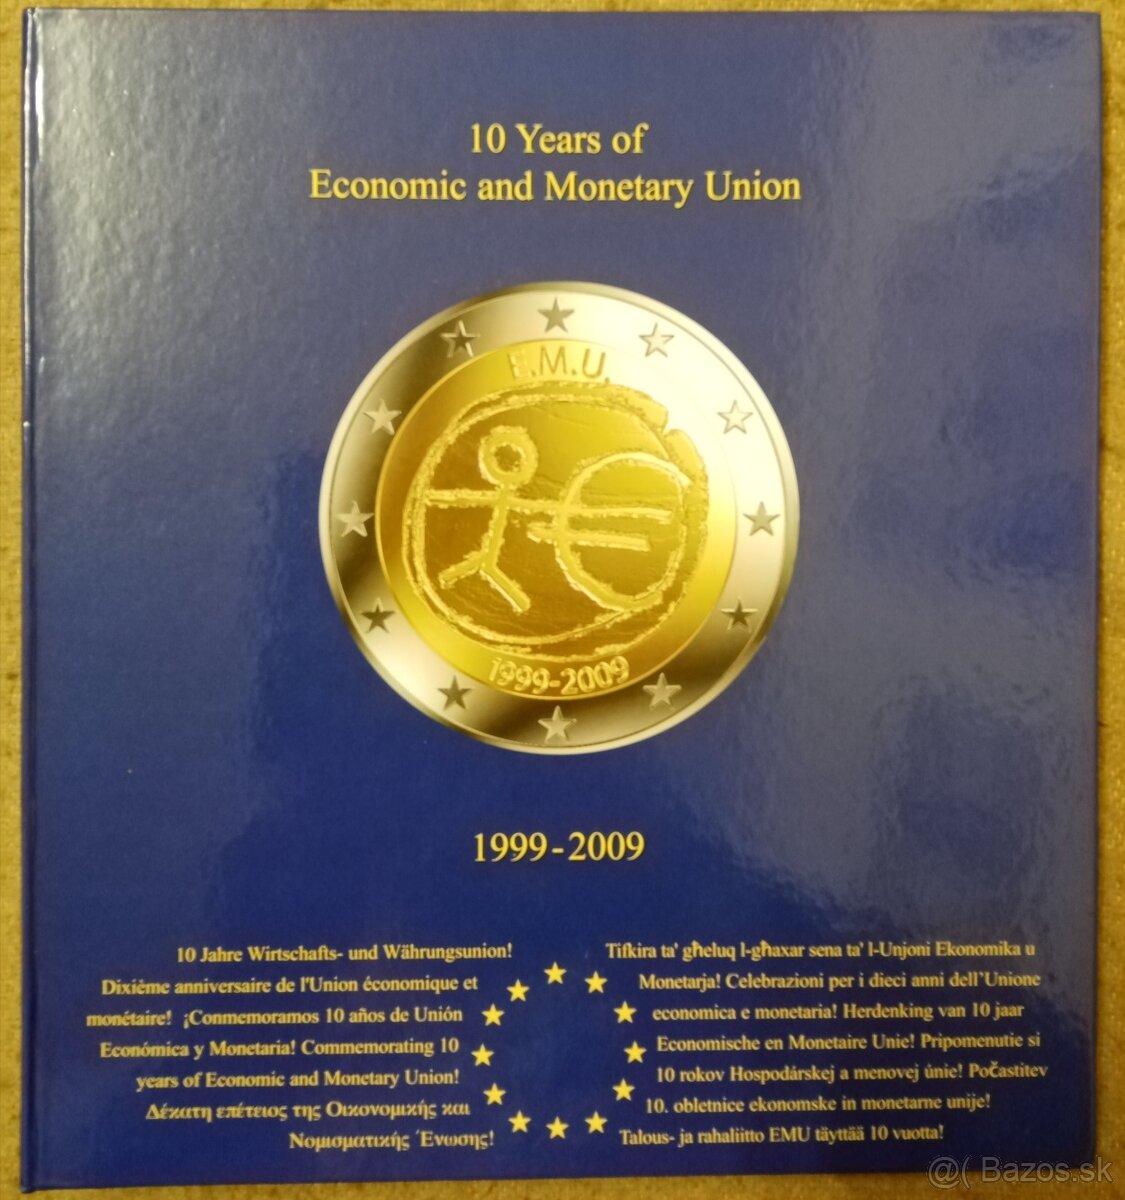 10 Years of
Economic and Monetary Union
E.M.U.
1999-2009
1999-2009
10 Jahre Wirtschafts- und Währungsunion!
Dixième anniversaire de l'Union économique et
monétaire! ¡Conmemoramos 10 años de Unión
Económica y Monetaria! Commemorating 10
years of Economic and Monetary Union!
Δέκατη επέτειος της Οικονομικής και
Νομισματικής Ένωσης!
Tifkira ta' għeluq l-għaxar sena ta' l-Unjoni Ekonomika u
Monetarja! Celebrazioni per i dieci anni dell'Unione
economica e monetaria! Herdenking van 10 jaar
Economische en Monetaire Unie! Pripomenutie si
10 rokov Hospodárskej a menovej únie! Počastitev
10. obletnice ekonomske in monetarne unije!
Talous- ja rahaliitto EMU täyttää 10 vuotta!
@( Bazos.sk